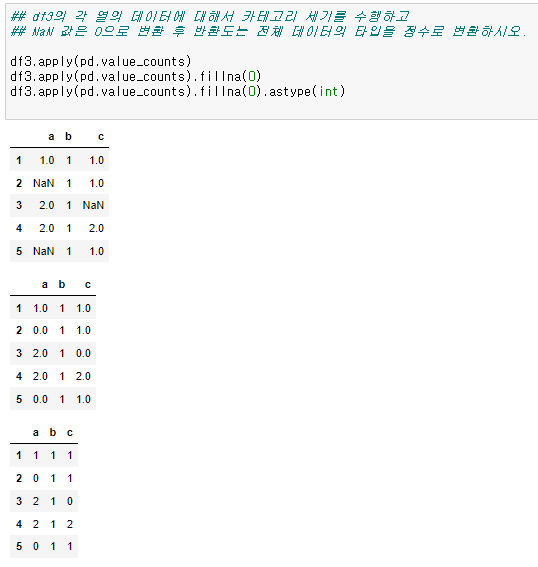 ## df3의 각 열의 데이터에 대해서 카테고리 세기를 수행하고
## NaN 값은 0으로 변환 후 반환도는 전체 데이터의 타입을 정수로 변환하시오.
df3.apply(pd.value_counts)
df3.apply(pd.value_counts).fillna(0)
df3.apply(pd.value_counts).fillna(0).astype(int)
a b c
1 1.0 1 1.0
2 NaN 1 1.0
3 2.0 1 NaN
4 2.0 1 2.0
5 NaN 1 1.0
a b c
1 1.0 1 1.0
2 0.0 1 1.0
3 2.0 1 0.0
4 2.0 1 2.0
5 0.0 1 1.0
a b c
1 1 1 1
2 0 1 1
3 2 1 0
4 2 1 2
5 0 1 1